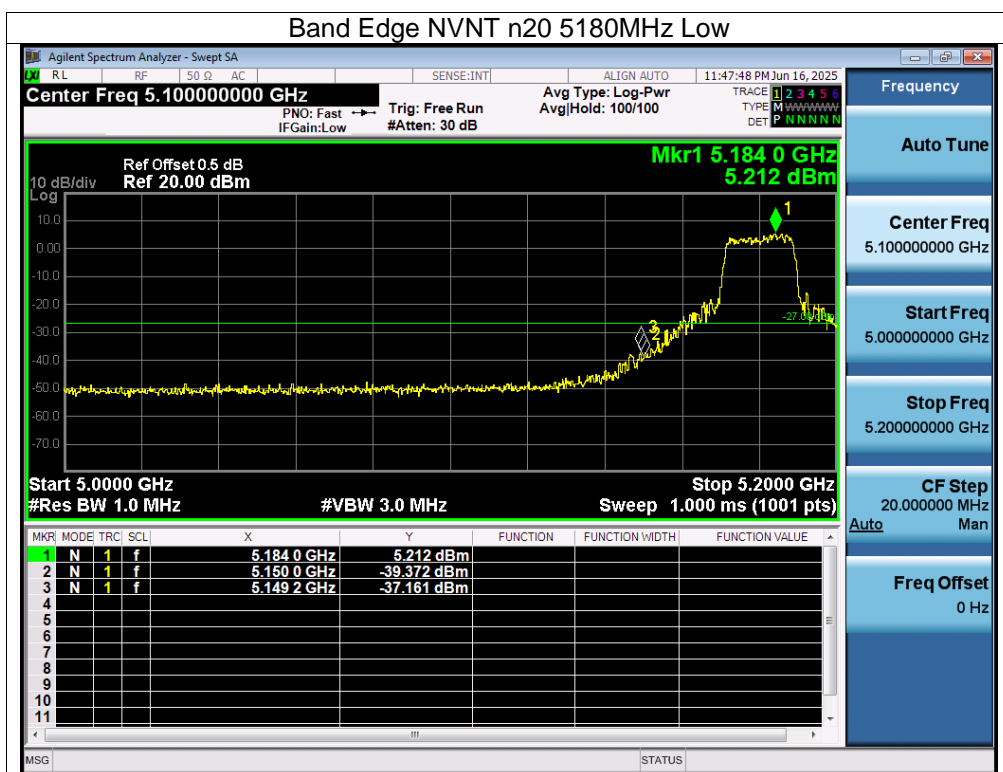 Band Edge NVNT n20 5180MHz Low
Agilent Spectrum Analyzer - Swept SA
LXI RL RF 50 Ω AC SENSE:INT ALIGN AUTO 11:47:48 PM Jun 16, 2025
Center Freq 5.100000000 GHz Avg Type: Log-Pwr TRACE 1 2 3 4 5 6
PNO: Fast Trig: Free Run Avg|Hold: 100/100 TYPE M WWWWW
IFGain:Low #Atten: 30 dB DET P N N N N N
Frequency
Auto Tune
Center Freq
5.100000000 GHz
Start Freq
5.000000000 GHz
Stop Freq
5.200000000 GHz
CF Step
20.000000 MHz
Auto Man
Freq Offset
0 Hz
Mkr1 5.184 0 GHz
Ref Offset 0.5 dB 5.212 dBm
10 dB/div Ref 20.00 dBm
Log
1
10.0
0.00
-10.0
-20.0
-27.00 dBm
-30.0
3
2
-40.0
-50.0
-60.0
-70.0
Start 5.0000 GHz Stop 5.2000 GHz
#Res BW 1.0 MHz #VBW 3.0 MHz Sweep 1.000 ms (1001 pts)
MKR MODE TRC SCL X Y FUNCTION FUNCTION WIDTH FUNCTION VALUE
1 N 1 f 5.184 0 GHz 5.212 dBm
2 N 1 f 5.150 0 GHz -39.372 dBm
3 N 1 f 5.149 2 GHz -37.161 dBm
4
5
6
7
8
9
10
11
MSG STATUS